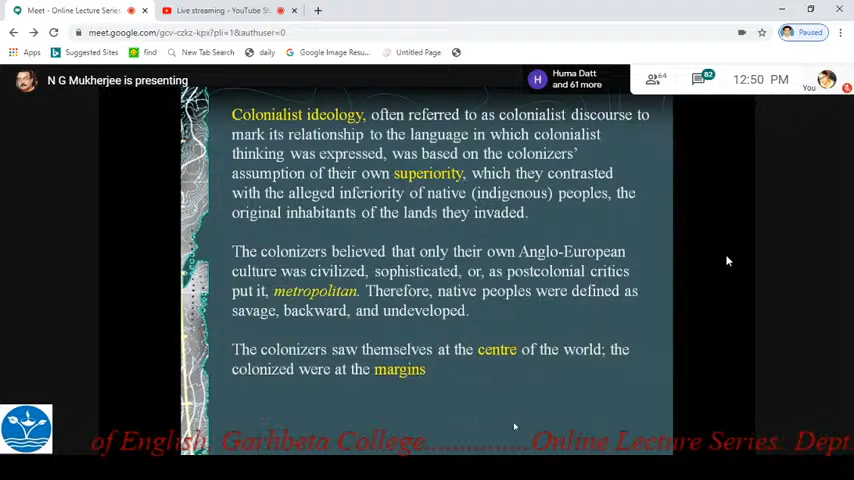 Meet - Online Lecture Series:
Live streaming - YouTube S
meet.google.com/gcv-czkz-kpx?pli=1&authuser=0
Paused
Apps
Suggested Sites
find
New Tab Search
daily
Google Image Resu...
Untitled Page
N G Mukherjee is presenting
H
Huma Datt
and 61 more
64
82
12:50 PM
You
Colonialist ideology, often referred to as colonialist discourse to
mark its relationship to the language in which colonialist
thinking was expressed, was based on the colonizers'
assumption of their own superiority, which they contrasted
with the alleged inferiority of native (indigenous) peoples, the
original inhabitants of the lands they invaded.
The colonizers believed that only their own Anglo-European
culture was civilized, sophisticated, or, as postcolonial critics
put it, metropolitan. Therefore, native peoples were defined as
savage, backward, and undeveloped.
The colonizers saw themselves at the centre of the world; the
colonized were at the margins
of English, Garhbeta College..............Online Lecture Series: Dept.